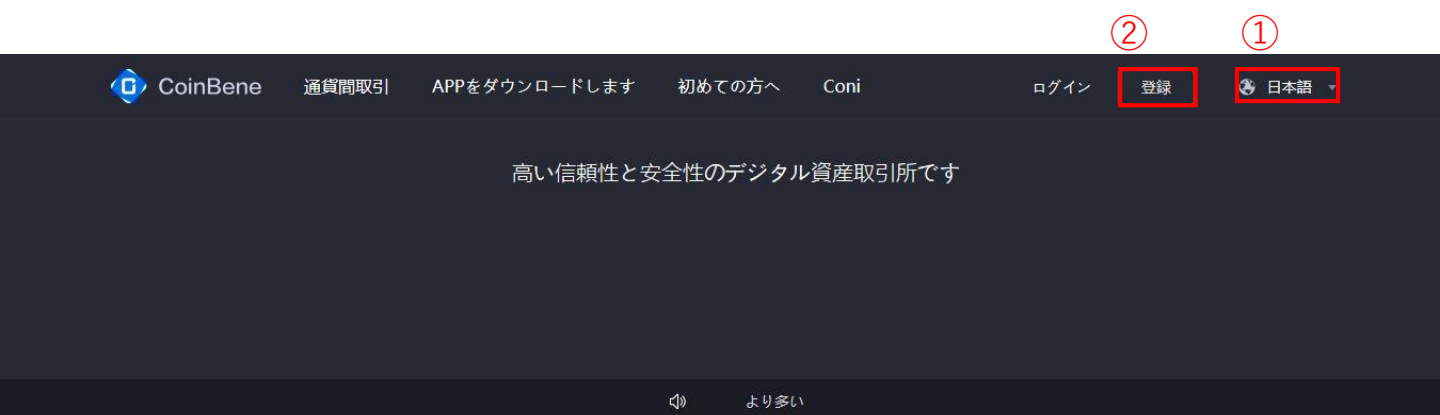 ② ①
CoinBene 通貨間取引 APPをダウンロードします 初めての方へ Coni ログイン 登録 日本語
高い信頼性と安全性のデジタル資産取引所です
より多い